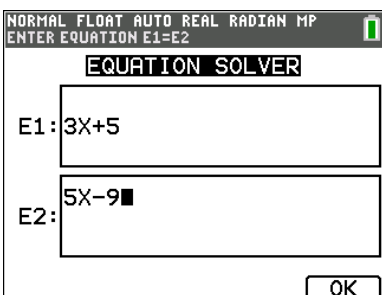 NORMAL FLOAT AUTO REAL RADIAN MP
ENTER EQUATION E1=E2
EQUATION SOLVER
E1:3X+5
E2:5X-9
OK